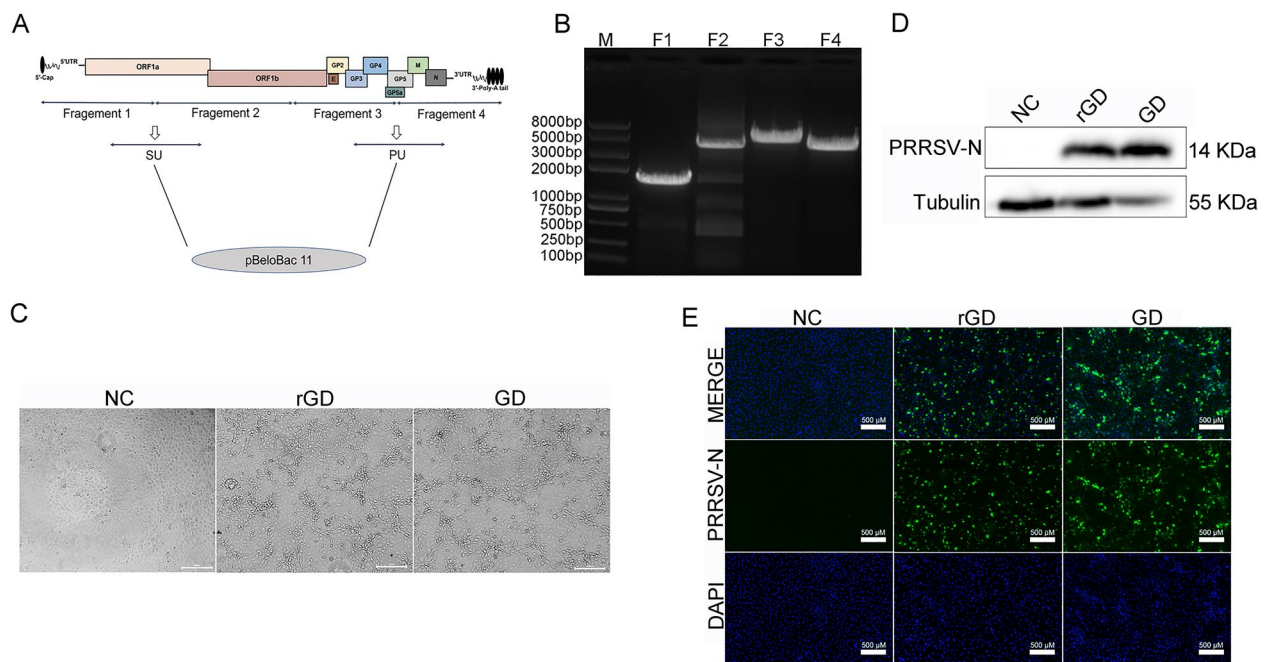 A
5'-Cap
5'UTR
ORF1a
ORF1b
GP2
E
GP3
GP4
GP5
GP5a
M
N
3'UTR
3'-Poly-A tail
Fragement 1
Fragement 2
Fragement 3
Fragement 4
SU
PU
pBeloBac 11
B
M F1 F2 F3 F4
8000bp
5000bp
3000bp
2000bp
1000bp
750bp
500bp
250bp
100bp
C
NC rGD GD
D
NC rGD GD
PRRSV-N 14 KDa
Tubulin 55 KDa
E
NC rGD GD
MERGE
500 μM 500 μM 500 μM
PRRSV-N
500 μM 500 μM 500 μM
DAPI
500 μM 500 μM 500 μM